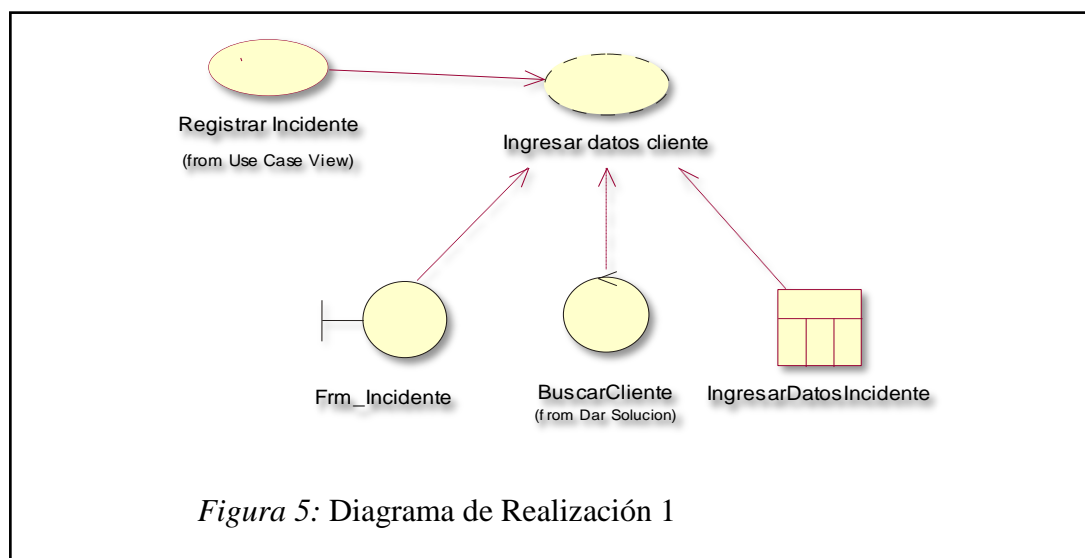 Registrar Incidente
(from Use Case View)
Ingresar datos cliente
Frm_Incidente
BuscarCliente
(from Dar Solucion)
IngresarDatosIncidente
Figura 5: Diagrama de Realización 1